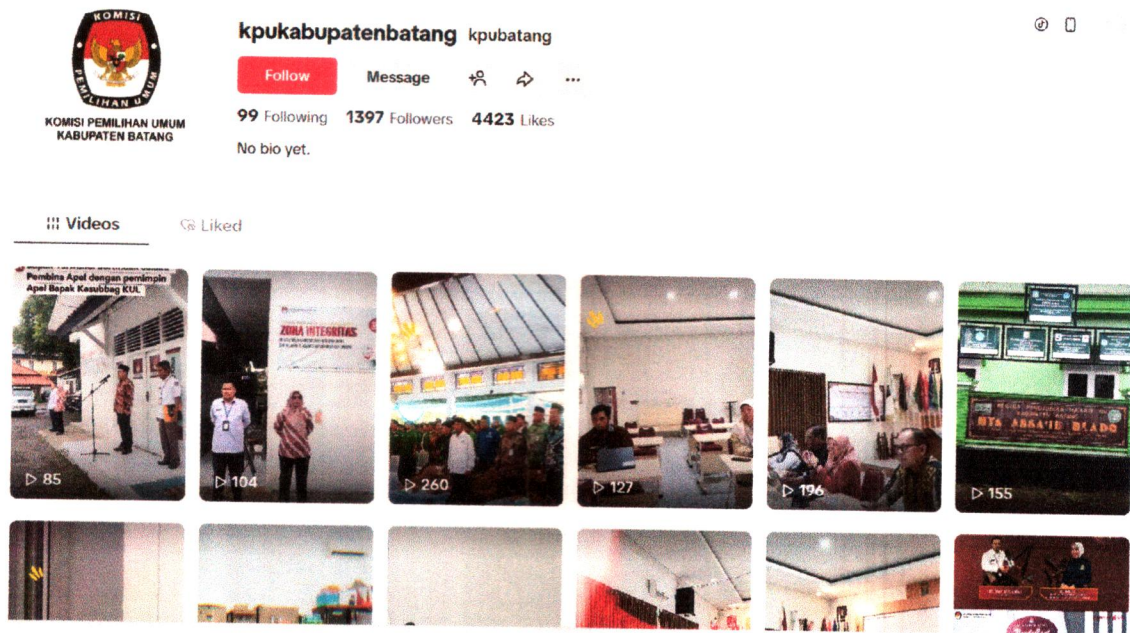 KOMISI
PEMILIHAN UMUM
KOMISI PEMILIHAN UMUM
KABUPATEN BATANG
kpukabupatenbatang kpubatang
Follow Message ...
99 Following 1397 Followers 4423 Likes
No bio yet.
Videos Liked
Pembina Apel dengan pemimpin
Apel Bapak Kasubbag KUL
85
ZONA INTEGRITAS
104
260
127
196
155